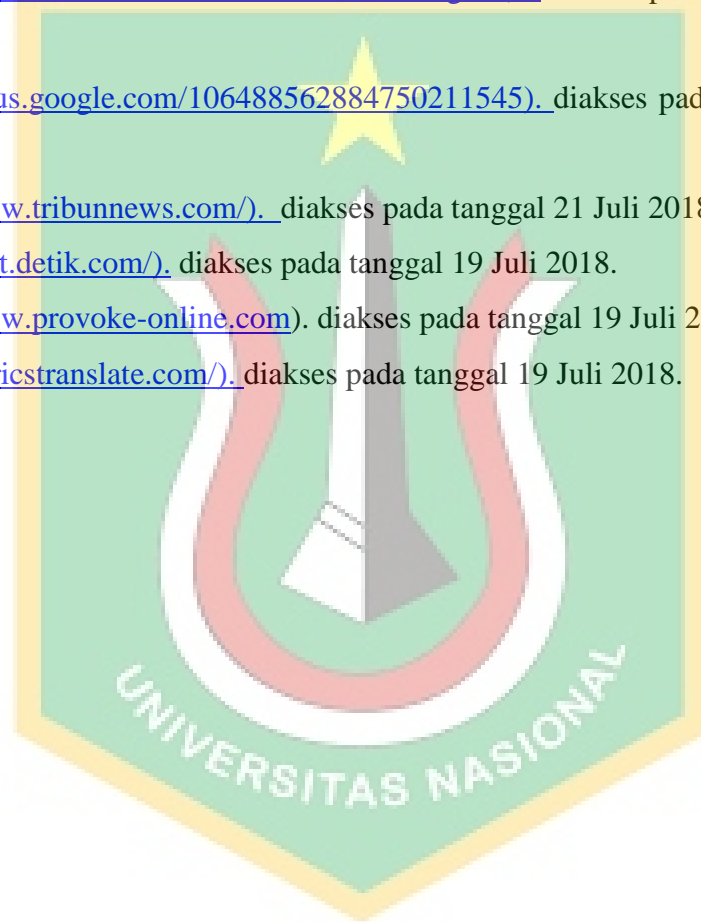 us.google.com/106488562884750211545). diakses pad
w.tribunnews.com/). diakses pada tanggal 21 Juli 2018
t.detik.com/). diakses pada tanggal 19 Juli 2018.
w.provoke-online.com). diakses pada tanggal 19 Juli 2
ricstranslate.com/). diakses pada tanggal 19 Juli 2018.
UNIVERSITAS NASIONAL